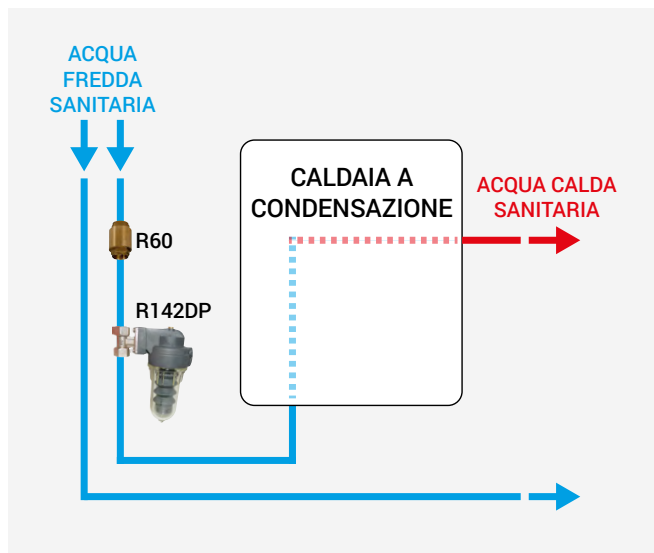 ACQUA
FREDDA
SANITARIA
CALDAIA A
CONDENSAZIONE
ACQUA CALDA
SANITARIA
R60
R142DP